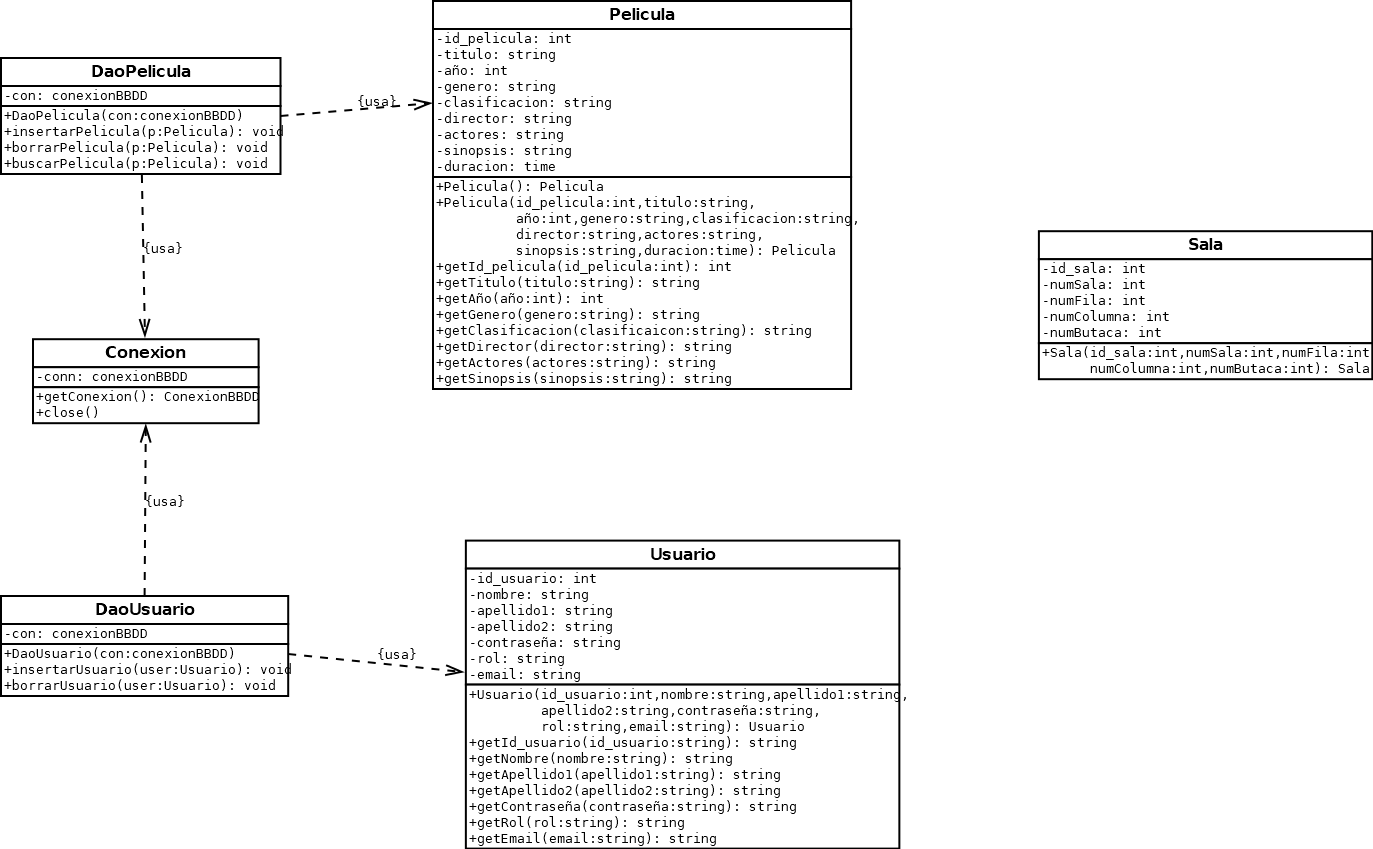 Pelicula
-id_pelicula: int
-titulo: string
-año: int
-genero: string
-clasificacion: string
-director: string
-actores: string
-sinopsis: string
-duracion: time
+Pelicula(): Pelicula
+Pelicula(id_pelicula:int,titulo:string,
año:int,genero:string,clasificacion:string,
director:string,actores:string,
sinopsis:string,duracion:time): Pelicula
+getId_pelicula(id_pelicula:int): int
+getTitulo(titulo:string): string
+getAño(año:int): int
+getGenero(genero:string): string
+getClasificacion(clasificaicon:string): string
+getDirector(director:string): string
+getActores(actores:string): string
+getSinopsis(sinopsis:string): string
DaoPelicula
-con: conexionBBDD
+DaoPelicula(con:conexionBBDD)
+insertarPelicula(p:Pelicula): void
+borrarPelicula(p:Pelicula): void
+buscarPelicula(p:Pelicula): void
{usa}
{usa}
Sala
-id_sala: int
-numSala: int
-numFila: int
-numColumna: int
-numButaca: int
+Sala(id_sala:int,numSala:int,numFila:int
numColumna:int,numButaca:int): Sala
Conexion
-conn: conexionBBDD
+getConexion(): ConexionBBDD
+close()
{usa}
DaoUsuario
-con: conexionBBDD
+DaoUsuario(con:conexionBBDD)
+insertarUsuario(user:Usuario): void
+borrarUsuario(user:Usuario): void
{usa}
Usuario
-id_usuario: int
-nombre: string
-apellido1: string
-apellido2: string
-contraseña: string
-rol: string
-email: string
+Usuario(id_usuario:int,nombre:string,apellido1:string,
apellido2:string,contraseña:string,
rol:string,email:string): Usuario
+getId_usuario(id_usuario:string): string
+getNombre(nombre:string): string
+getApellido1(apellido1:string): string
+getApellido2(apellido2:string): string
+getContraseña(contraseña:string): string
+getRol(rol:string): string
+getEmail(email:string): string